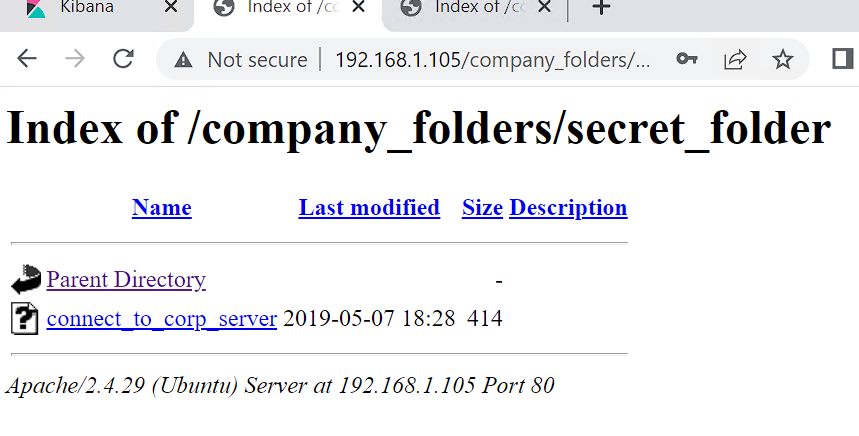 Kibana Index of /co Index of /cc
Not secure 192.168.1.105/company_folders/...
Index of /company_folders/secret_folder
Name Last modified Size Description
Parent Directory -
connect_to_corp_server 2019-05-07 18:28 414
Apache/2.4.29 (Ubuntu) Server at 192.168.1.105 Port 80